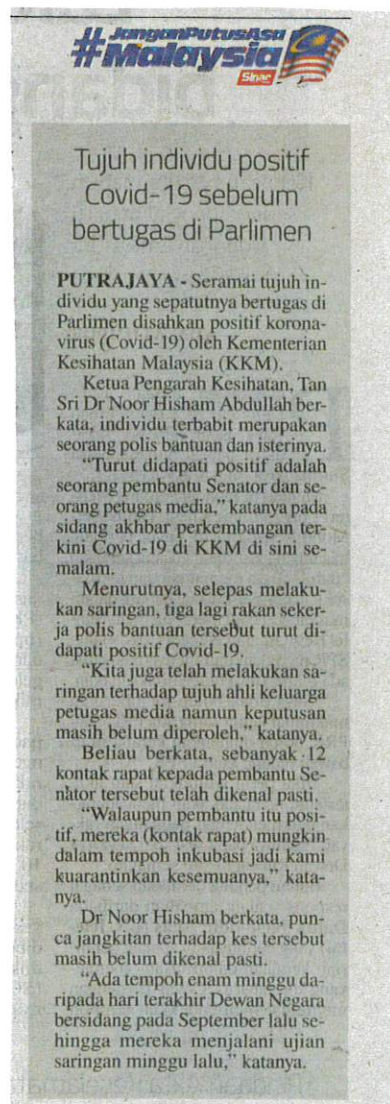 #JanganPutusAsa
Malaysia
Sinar
Tujuh individu positif
Covid-19 sebelum
bertugas di Parlimen
PUTRAJAYA - Seramai tujuh in-
dividu yang sepatutnya bertugas di
Parlimen disahkan positif korona-
virus (Covid-19) oleh Kementerian
Kesihatan Malaysia (KKM).
Ketua Pengarah Kesihatan, Tan
Sri Dr Noor Hisham Abdullah ber-
kata, individu terbabit merupakan
seorang polis bantuan dan isterinya.
“Turut didapati positif adalah
seorang pembantu Senator dan se-
orang petugas media,” katanya pada
sidang akhbar perkembangan ter-
kini Covid-19 di KKM di sini se-
malam.
Menurutnya, selepas melaku-
kan saringan, tiga lagi rakan seker-
ja polis bantuan tersebut turut di-
dapati positif Covid-19.
“Kita juga telah melakukan sa-
ringan terhadap tujuh ahli keluarga
petugas media namun keputusan
masih belum diperoleh,” katanya.
Beliau berkata, sebanyak 12
kontak rapat kepada pembantu Se-
nator tersebut telah dikenal pasti.
“Walaupun pembantu itu posi-
tif, mereka (kontak rapat) mungkin
dalam tempoh inkubasi jadi kami
kuarantinkan kesemuanya,” kata-
nya.
Dr Noor Hisham berkata, pun-
ca jangkitan terhadap kes tersebut
masih belum dikenal pasti.
“Ada tempoh enam minggu da-
ripada hari terakhir Dewan Negara
bersidang pada September lalu se-
hingga mereka menjalani ujian
saringan minggu lalu,” katanya.